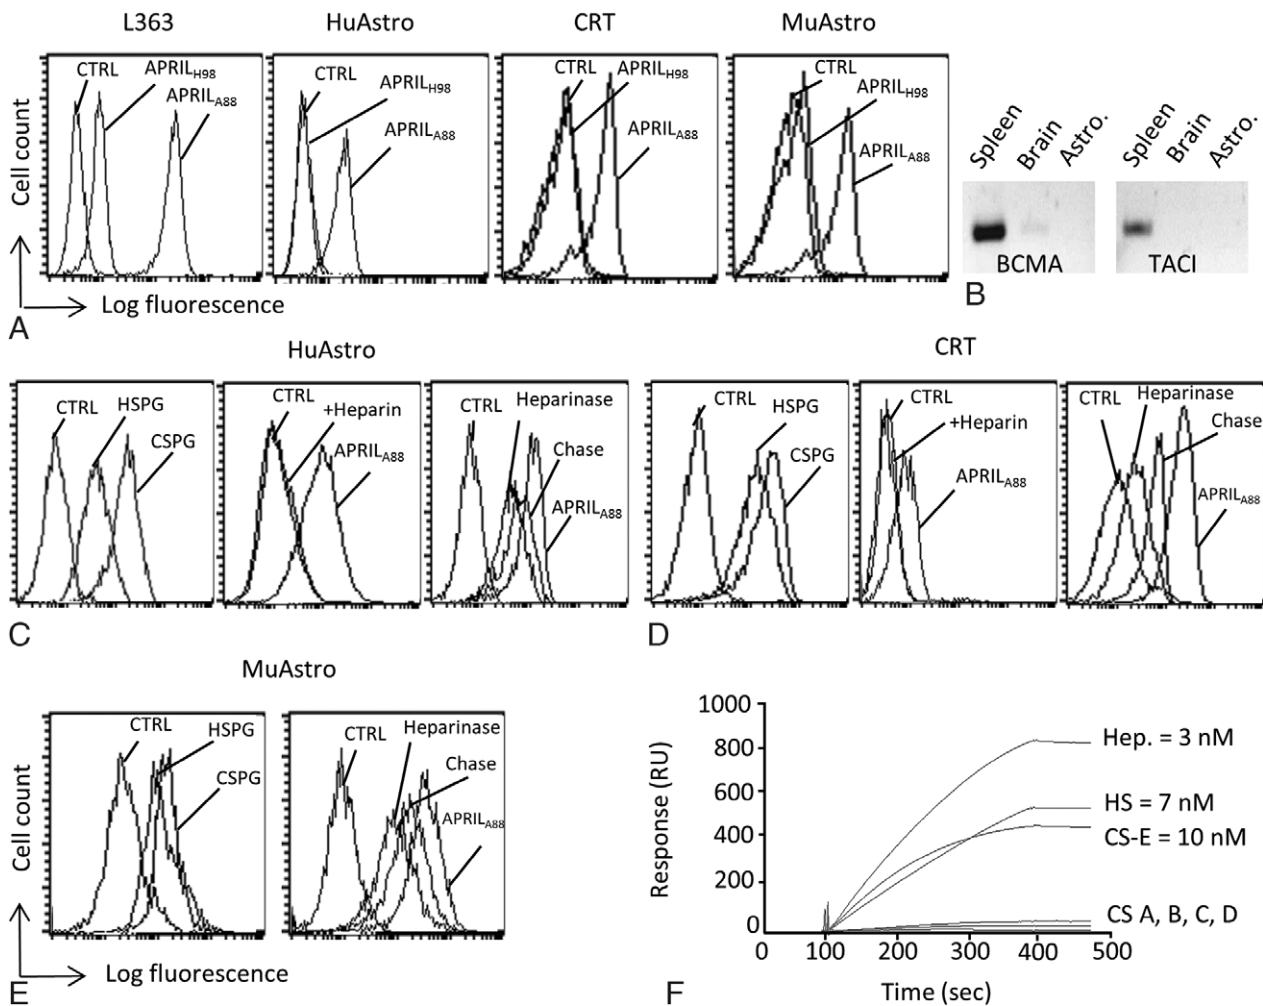 L363 HuAstro CRT MuAstro
CTRL APRILH98 APRILA88
CTRL APRILH98 APRILA88
CTRL APRILH98 APRILA88
CTRL APRILH98 APRILA88
Cell count
Log fluorescence
A
Spleen Brain Astro.
BCMA
Spleen Brain Astro.
TACI
B
HuAstro
CTRL HSPG CSPG
CTRL +Heparin APRILA88
CTRL Heparinase Chase APRILA88
C
CRT
CTRL HSPG CSPG
CTRL +Heparin APRILA88
CTRL Heparinase Chase APRILA88
D
MuAstro
CTRL HSPG CSPG
CTRL Heparinase Chase APRILA88
Cell count
Log fluorescence
E
1000
800
600
400
200
0
Response (RU)
Hep. = 3 nM
HS = 7 nM
CS-E = 10 nM
CS A, B, C, D
0 100 200 300 400 500
Time (sec)
F